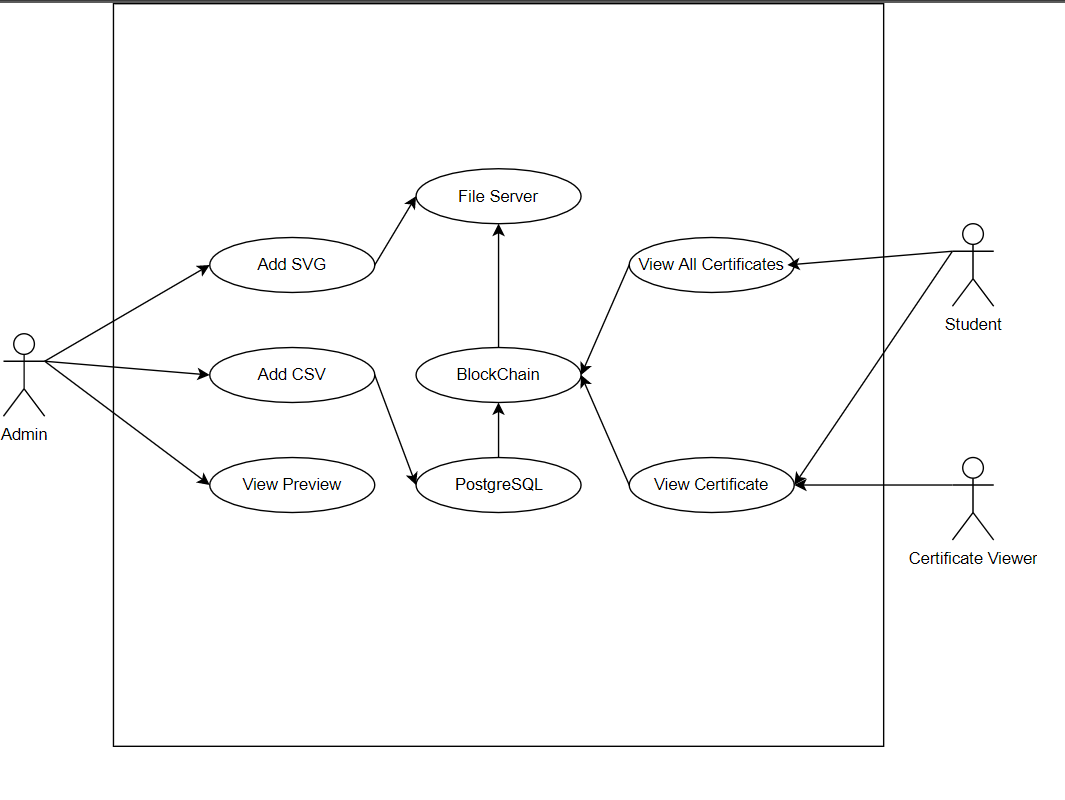 File Server
Add SVG
View All Certificates
Student
Add CSV
BlockChain
Admin
View Preview
PostgreSQL
View Certificate
Certificate Viewer